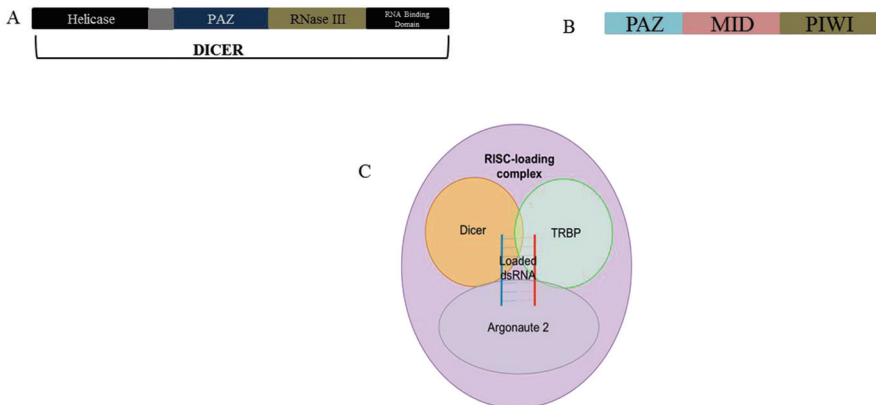 A
Helicase
PAZ
RNase III
RNA Binding
Domain
DICER
B
PAZ
MID
PIWI
C
RISC-loading
complex
Dicer
TRBP
Loaded
dsRNA
Argonaute 2